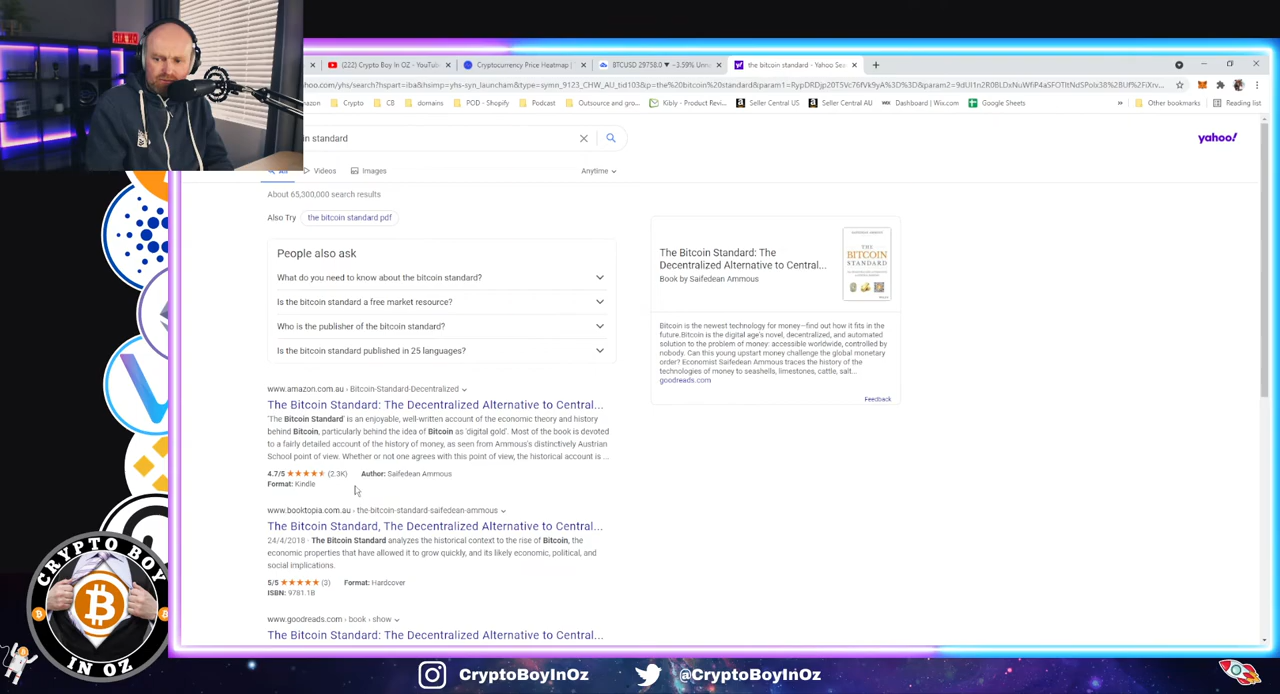 (222) Crypto Boy In OZ - YouTub
Cryptocurrency Price Heatmap |
BTCUSD 29758.0 ▼ −3.59% Unn
the bitcoin standard - Yahoo Sea
Crypto
CB
domains
POD - Shopify
Podcast
Outsource and gro...
Kibly - Product Revi...
Seller Central US
Seller Central AU
Dashboard | Wix.com
Google Sheets
Other bookmarks
Reading list
in standard
yahoo!
All
Videos
Images
Anytime
About 65,300,000 search results
Also Try
the bitcoin standard pdf
People also ask
What do you need to know about the bitcoin standard?
Is the bitcoin standard a free market resource?
Who is the publisher of the bitcoin standard?
Is the bitcoin standard published in 25 languages?
The Bitcoin Standard: The
Decentralized Alternative to Central...
Book by Saifedean Ammous
THE
BITCOIN
STANDARD
Bitcoin is the newest technology for money—find out how it fits in the
future.Bitcoin is the digital age's novel, decentralized, and automated
solution to the problem of money: accessible worldwide, controlled by
nobody. Can this young upstart money challenge the global monetary
order? Economist Saifedean Ammous traces the history of the
technologies of money to seashells, limestones, cattle, salt...
goodreads.com
Feedback
www.amazon.com.au › Bitcoin-Standard-Decentralized
The Bitcoin Standard: The Decentralized Alternative to Central...
'The Bitcoin Standard' is an enjoyable, well-written account of the economic theory and history
behind Bitcoin, particularly behind the idea of Bitcoin as 'digital gold'. Most of the book is devoted
to a fairly detailed account of the history of money, as seen from Ammous's distinctively Austrian
School point of view. Whether or not one agrees with this point of view, the historical account is ...
4.7/5 ★★★★★ (2.3K) Author: Saifedean Ammous
Format: Kindle
www.booktopia.com.au › the-bitcoin-standard-saifedean-ammous
The Bitcoin Standard, The Decentralized Alternative to Central...
24/4/2018 · The Bitcoin Standard analyzes the historical context to the rise of Bitcoin, the
economic properties that have allowed it to grow quickly, and its likely economic, political, and
social implications.
5/5 ★★★★★ (3) Format: Hardcover
ISBN: 9781.1B
www.goodreads.com › book › show
The Bitcoin Standard: The Decentralized Alternative to Central...
CRYPTO BOY
IN OZ
CryptoBoyInOz
@CryptoBoyInOz